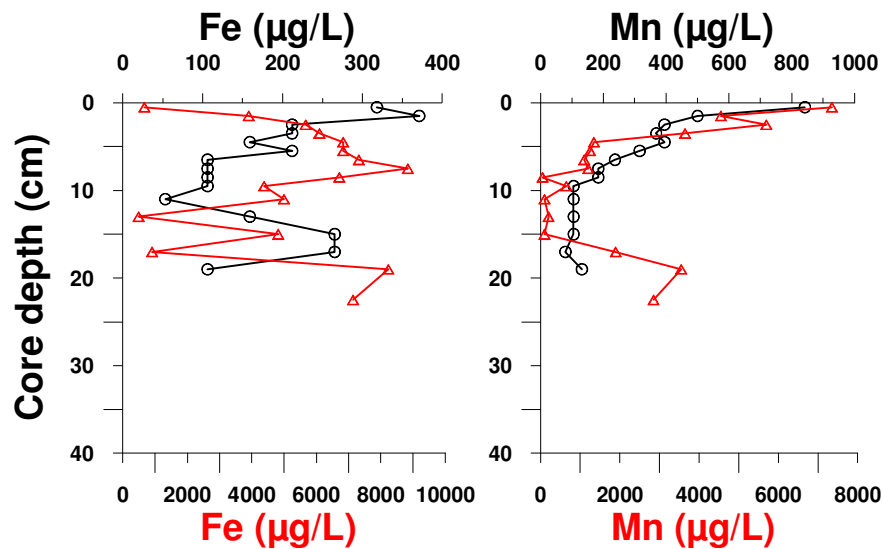 Fe (µg/L)
Mn (µg/L)
0 100 200 300 400
0 200 400 600 800 1000
0
10
20
30
40
Core depth (cm)
0 2000 4000 6000 8000 10000
0 2000 4000 6000 8000
Fe (µg/L)
Mn (µg/L)